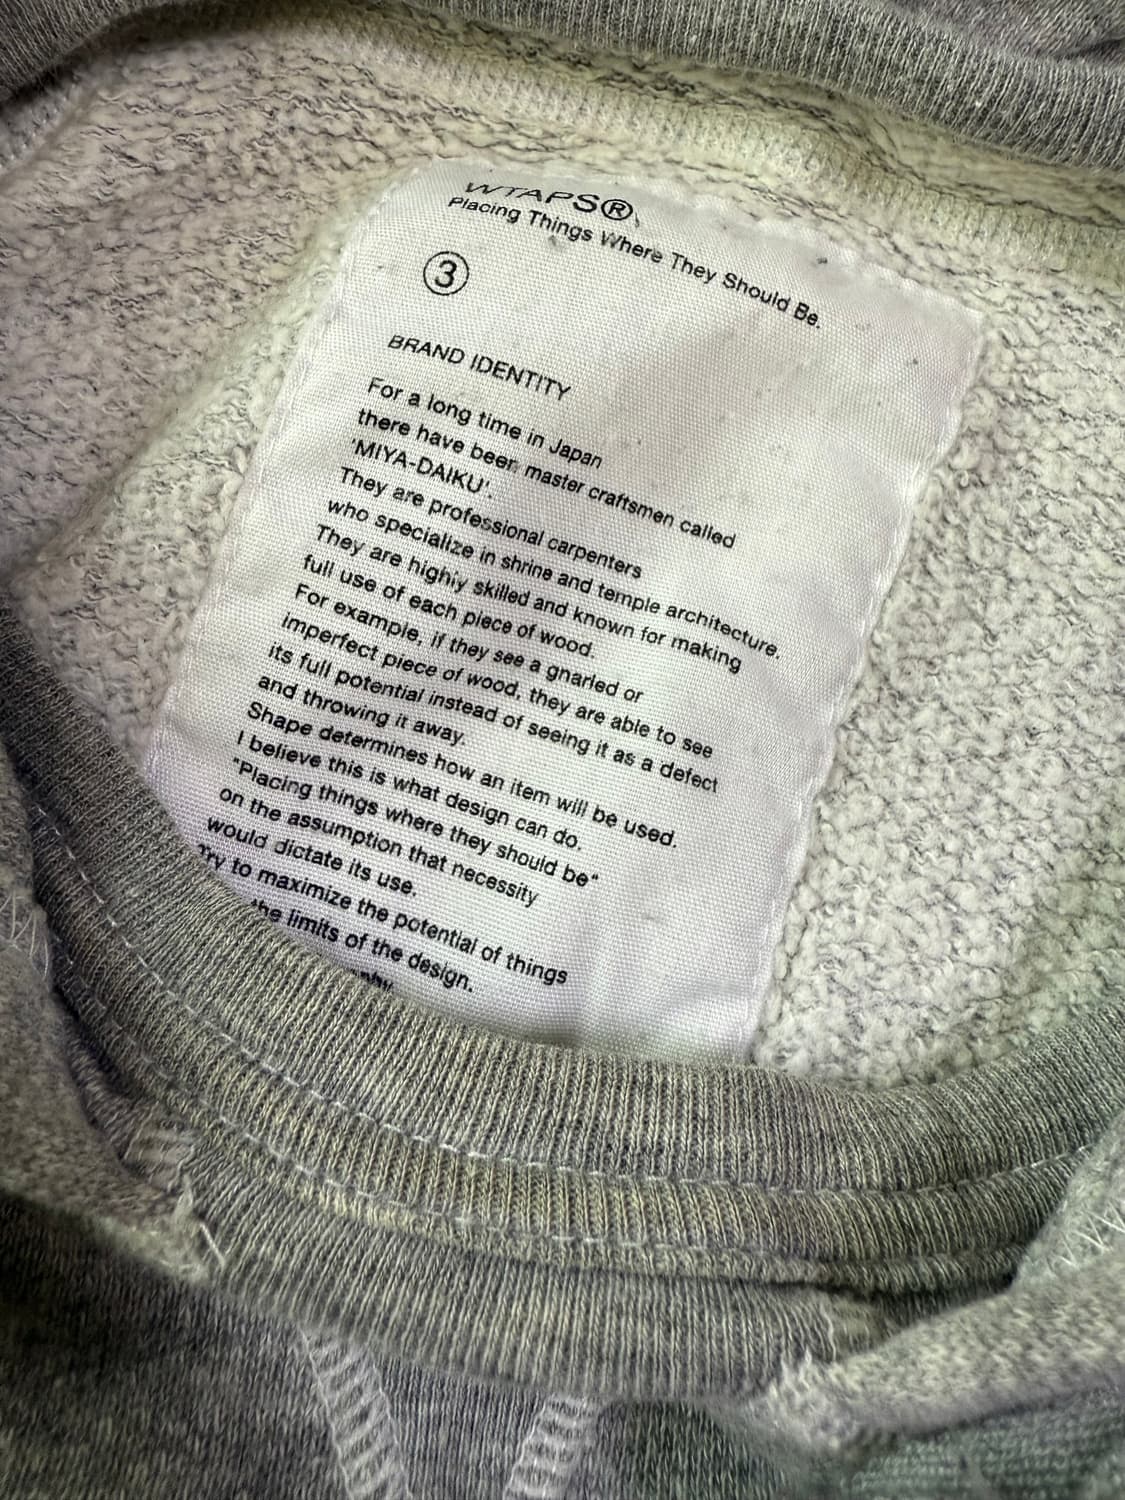 WTAPS®
Placing Things Where They Should Be.
③
BRAND IDENTITY
For a long time in Japan
there have been master craftsmen called
'MIYA-DAIKU'.
They are professional carpenters
who specialize in shrine and temple architecture.
They are highly skilled and known for making
full use of each piece of wood.
For example, if they see a gnarled or
imperfect piece of wood, they are able to see
its full potential instead of seeing it as a defect
and throwing it away.
Shape determines how an item will be used.
I believe this is what design can do.
"Placing things where they should be"
on the assumption that necessity
would dictate its use.
Try to maximize the potential of things
the limits of the design.